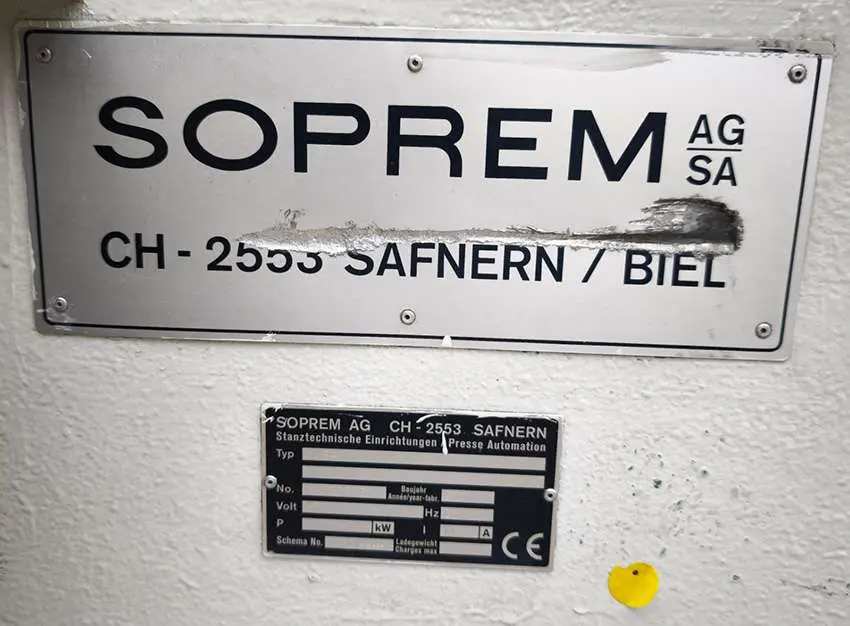 SOPREM AG
SA
CH - 2553 SAFNERN / BIEL
SOPREM AG CH - 2553 SAFNERN
Stanztechnische Einrichtungen Presse Automation
Typ
No. Baujahr
Année/year-fabr.
Volt Hz
P kW I A
Schema No. Ladegewicht
Charges max
CE